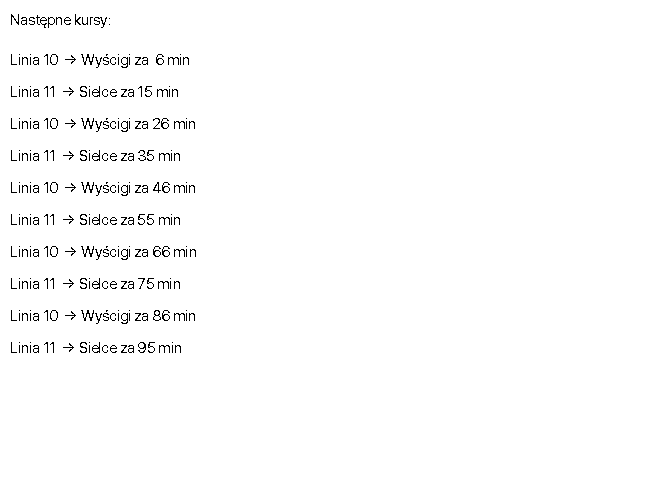 Następne kursy:
Linia 10 → Wyścigi za 6 min
Linia 11 → Sielce za 15 min
Linia 10 → Wyścigi za 26 min
Linia 11 → Sielce za 35 min
Linia 10 → Wyścigi za 46 min
Linia 11 → Sielce za 55 min
Linia 10 → Wyścigi za 66 min
Linia 11 → Sielce za 75 min
Linia 10 → Wyścigi za 86 min
Linia 11 → Sielce za 95 min